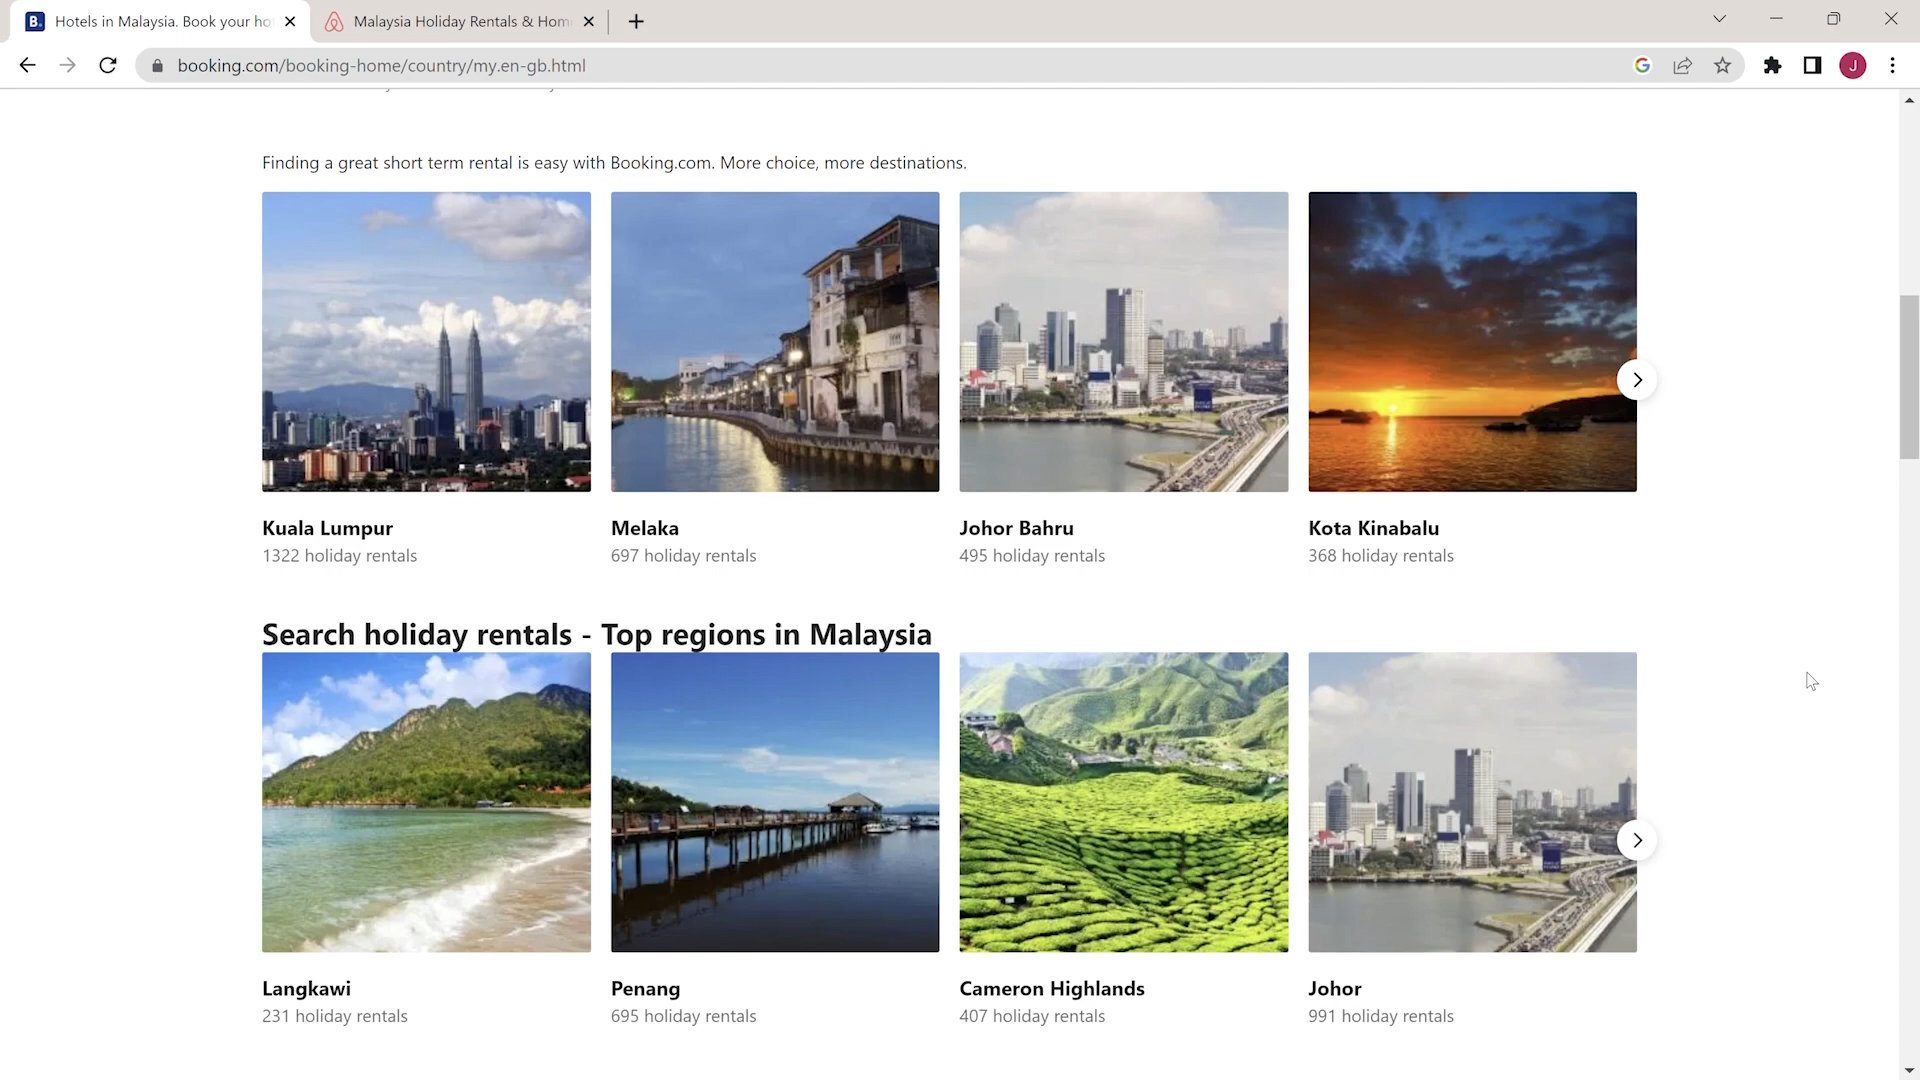 Hotels in Malaysia. Book your ho
Malaysia Holiday Rentals & Hom
booking.com/booking-home/country/my.en-gb.html
J
Finding a great short term rental is easy with Booking.com. More choice, more destinations.
Kuala Lumpur
1322 holiday rentals
Melaka
697 holiday rentals
Johor Bahru
495 holiday rentals
Kota Kinabalu
368 holiday rentals
Search holiday rentals - Top regions in Malaysia
Langkawi
231 holiday rentals
Penang
695 holiday rentals
Cameron Highlands
407 holiday rentals
Johor
991 holiday rentals